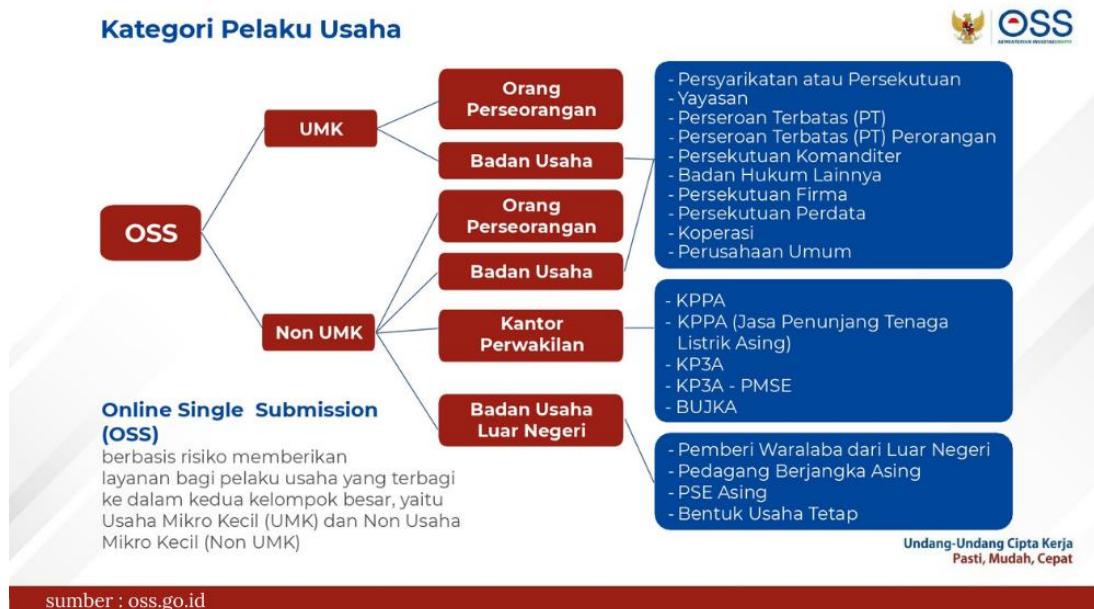 Kategori Pelaku Usaha
OSS
OSS
UMK
Non UMK
Orang
Perseorangan
Badan Usaha
Orang
Perseorangan
Badan Usaha
Kantor
Perwakilan
Badan Usaha
Luar Negeri
- Persyarikatan atau Persekutuan
- Yayasan
- Perseroan Terbatas (PT)
- Perseroan Terbatas (PT) Perorangan
- Persekutuan Komanditer
- Badan Hukum Lainnya
- Persekutuan Firma
- Persekutuan Perdata
- Koperasi
- Perusahaan Umum
- KPPA
- KPPA (Jasa Penunjang Tenaga
Listrik Asing)
- KP3A
- KP3A - PMSE
- BUJKA
- Pemberi Waralaba dari Luar Negeri
- Pedagang Berjangka Asing
- PSE Asing
- Bentuk Usaha Tetap
Online Single Submission
(OSS)
berbasis risiko memberikan
layanan bagi pelaku usaha yang terbagi
ke dalam kedua kelompok besar, yaitu
Usaha Mikro Kecil (UMK) dan Non Usaha
Mikro Kecil (Non UMK)
Undang-Undang Cipta Kerja
Pasti, Mudah, Cepat
sumber : oss.go.id